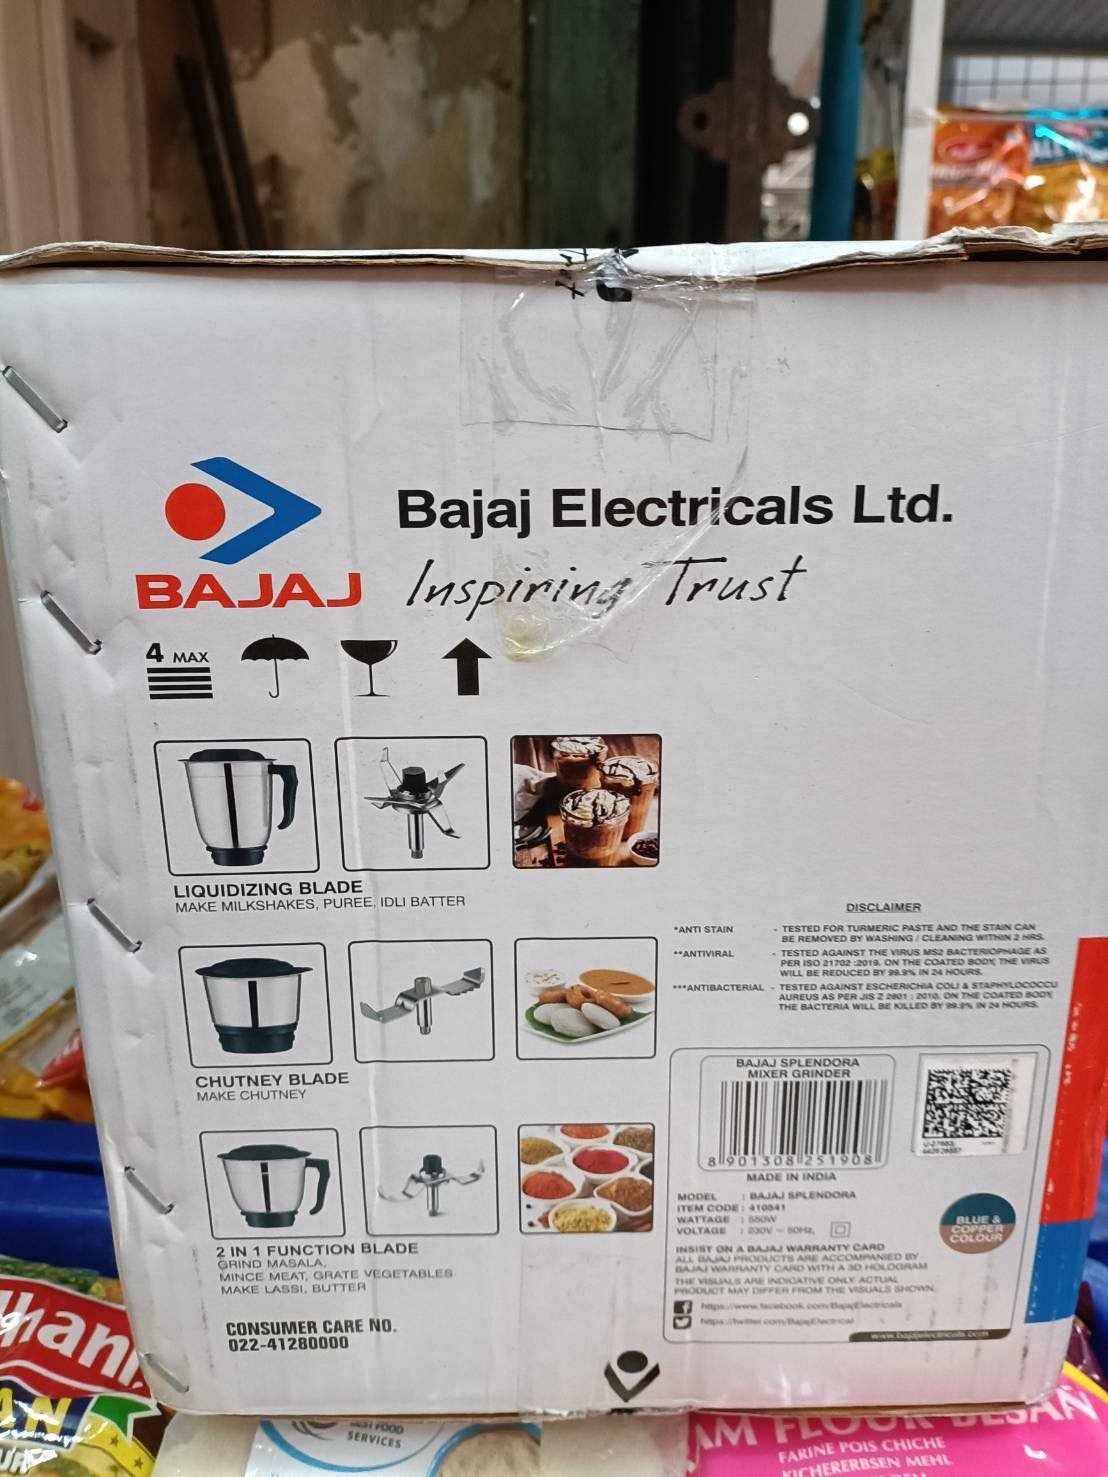 BAJAJ
Bajaj Electricals Ltd.
Inspiring Trust
4 MAX
LIQUIDIZING BLADE
MAKE MILKSHAKES, PUREE, IDLI BATTER
CHUTNEY BLADE
MAKE CHUTNEY
2 IN 1 FUNCTION BLADE
GRIND MASALA,
MINCE MEAT, GRATE VEGETABLES
MAKE LASSI, BUTTER
CONSUMER CARE NO.
022-41280000
DISCLAIMER
*ANTI STAIN - TESTED FOR TURMERIC PASTE AND THE STAIN CAN
BE REMOVED BY WASHING / CLEANING WITHIN 2 HRS.
**ANTIVIRAL - TESTED AGAINST THE VIRUS MS2 BACTERIOPHAGE AS
PER ISO 21702 :2019. ON THE COATED BODY, THE VIRUS
WILL BE REDUCED BY 99.9% IN 24 HOURS.
***ANTIBACTERIAL - TESTED AGAINST ESCHERICHIA COLI & STAPHYLOCOCCU
AUREUS AS PER JIS Z 2801 : 2010. ON THE COATED BODY
THE BACTERIA WILL BE KILLED BY 99.9% IN 24 HOURS.
BAJAJ SPLENDORA
MIXER GRINDER
8 901308 251908
MADE IN INDIA
MODEL : BAJAJ SPLENDORA
ITEM CODE : 410541
WATTAGE : 550W
VOLTAGE : 230V ~ 50Hz,
BLUE &
COPPER
COLOUR
INSIST ON A BAJAJ WARRANTY CARD
ALL BAJAJ PRODUCTS ARE ACCOMPANIED BY
BAJAJ WARRANTY CARD WITH A 3D HOLOGRAM
THE VISUALS ARE INDICATIVE ONLY. ACTUAL
PRODUCT MAY DIFFER FROM THE VISUALS SHOWN.
https://www.facebook.com/BajajElectricals
https://twitter.com/BajajElectrical
www.bajajelectricals.com
FOOD
SERVICES
AM FLOUR BESAN
FARINE POIS CHICHE
KICHERERBSEN MEHL